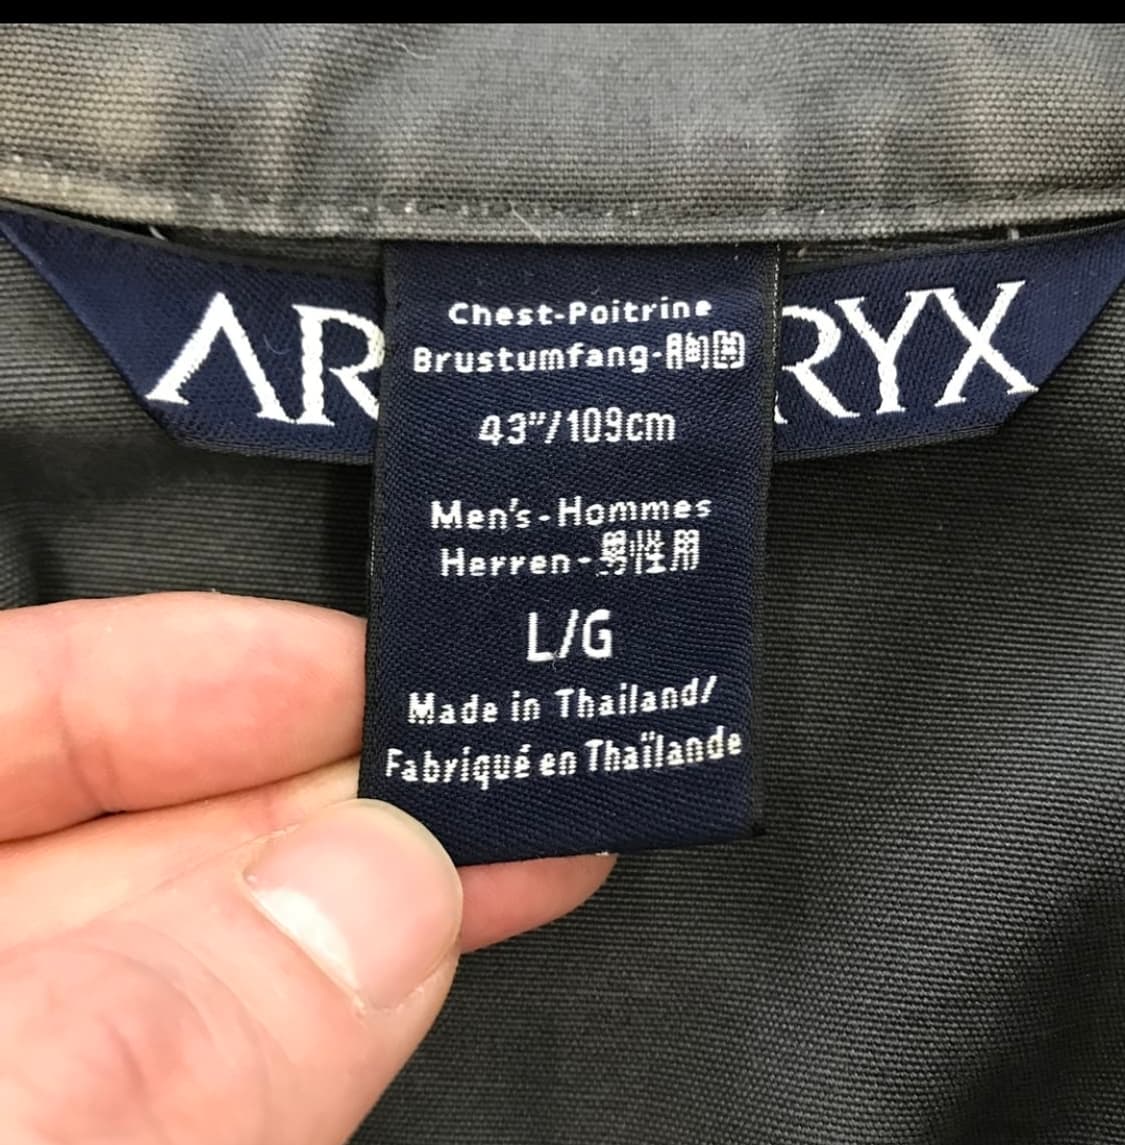 AR RYX
Chest-Poitrine
Brustumfang-胸囲
43"/109cm
Men's-Hommes
Herren-男性用
L/G
Made in Thailand/
Fabriqué en Thaïlande